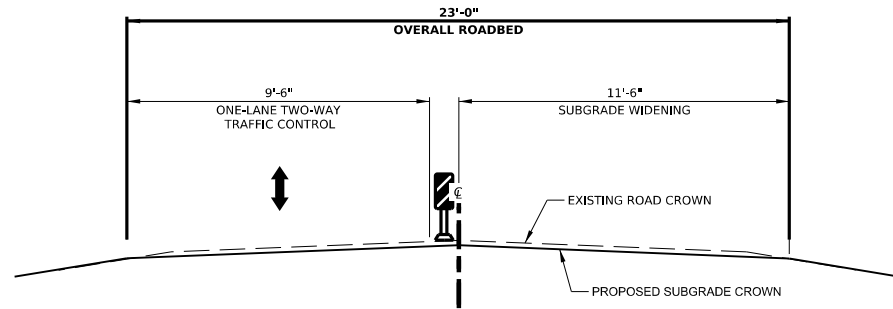 23'-0"
OVERALL ROADBED
9'-6"
ONE-LANE TWO-WAY
TRAFFIC CONTROL
11'-6"
SUBGRADE WIDENING
℄
EXISTING ROAD CROWN
PROPOSED SUBGRADE CROWN